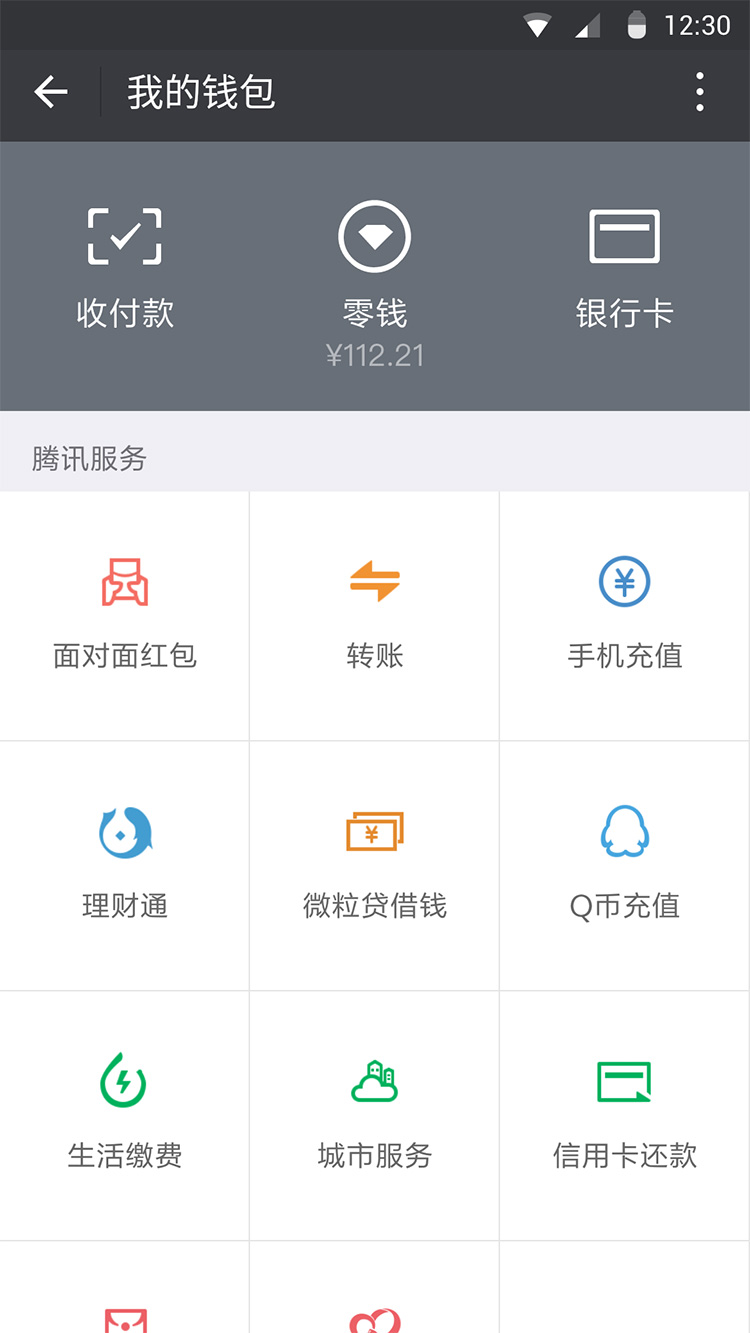 12:30
我的钱包
收付款
零钱
银行卡
¥112.21
腾讯服务
面对面红包
转账
手机充值
理财通
微粒贷借钱
Q币充值
生活缴费
城市服务
信用卡还款